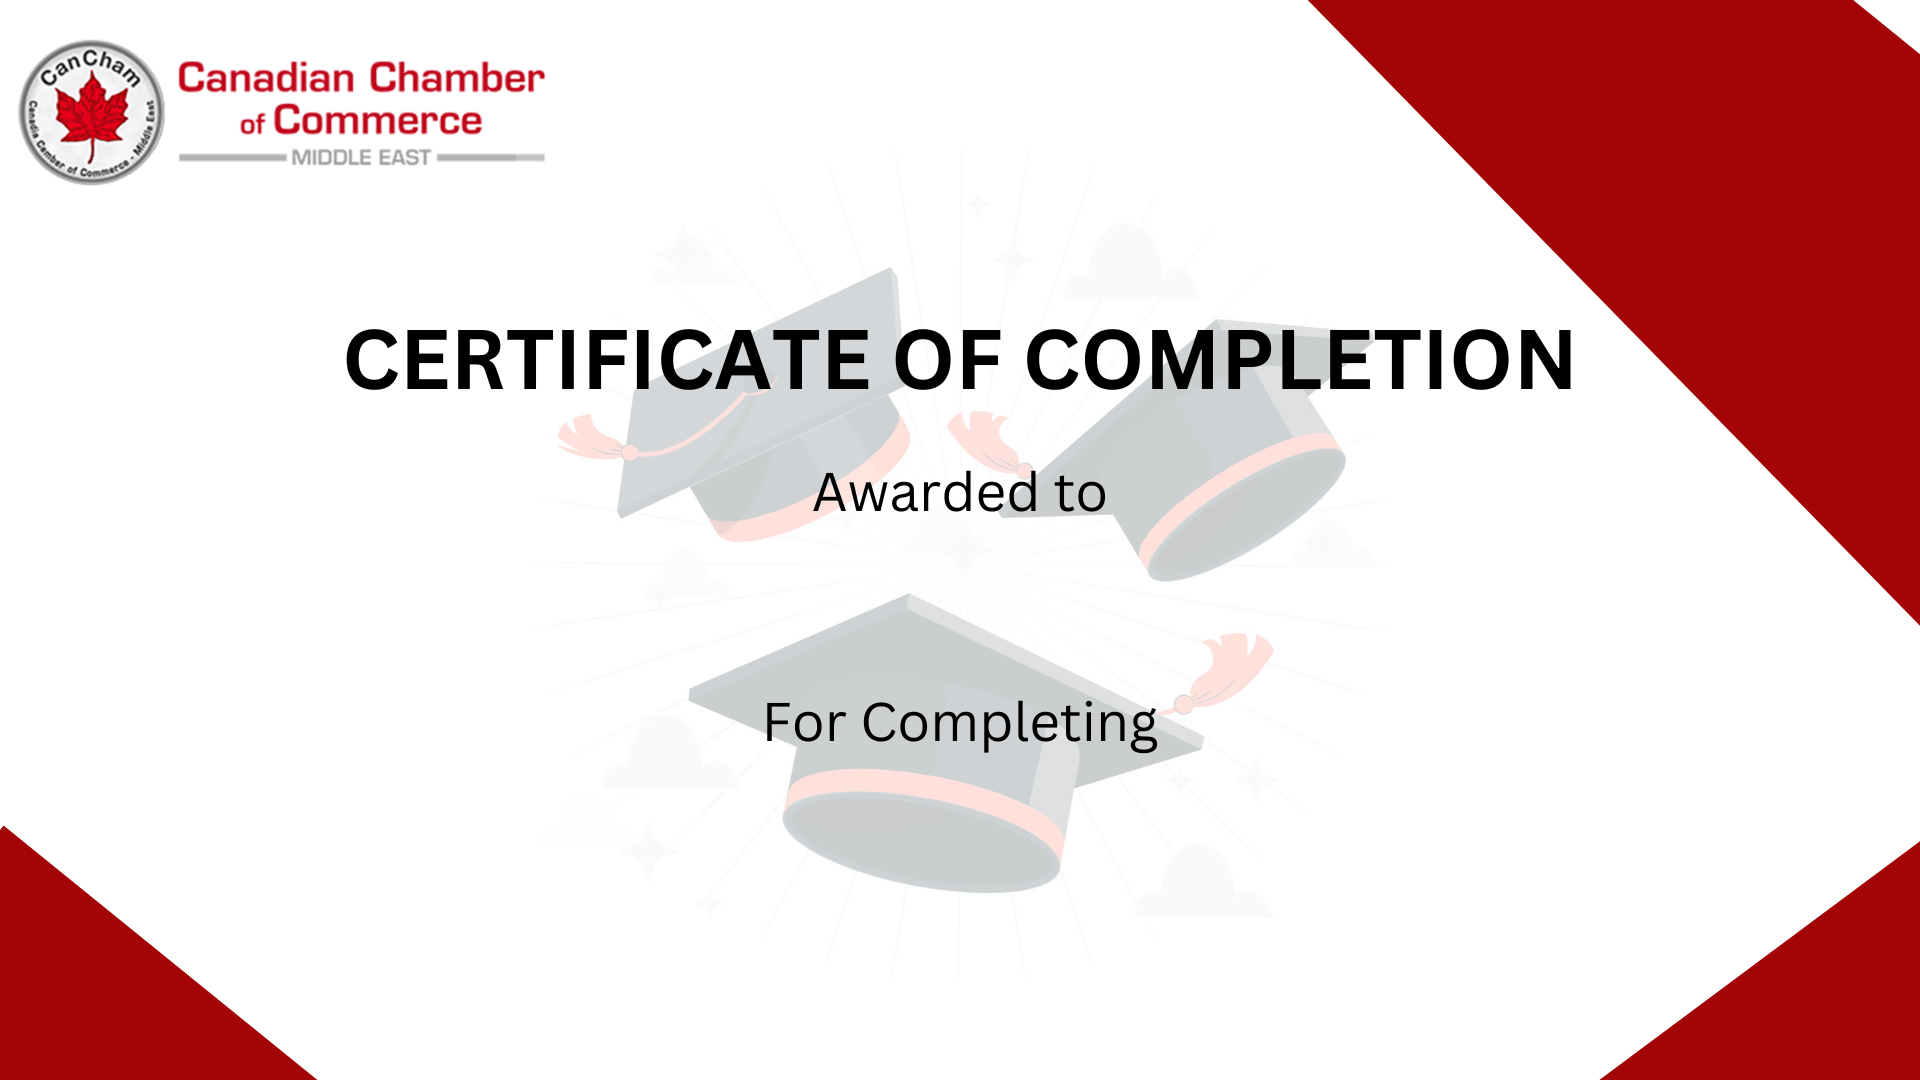 CanCham
Canadia Camber of Commerce - Middle East
Canadian Chamber
of Commerce
MIDDLE EAST
CERTIFICATE OF COMPLETION
Awarded to
For Completing